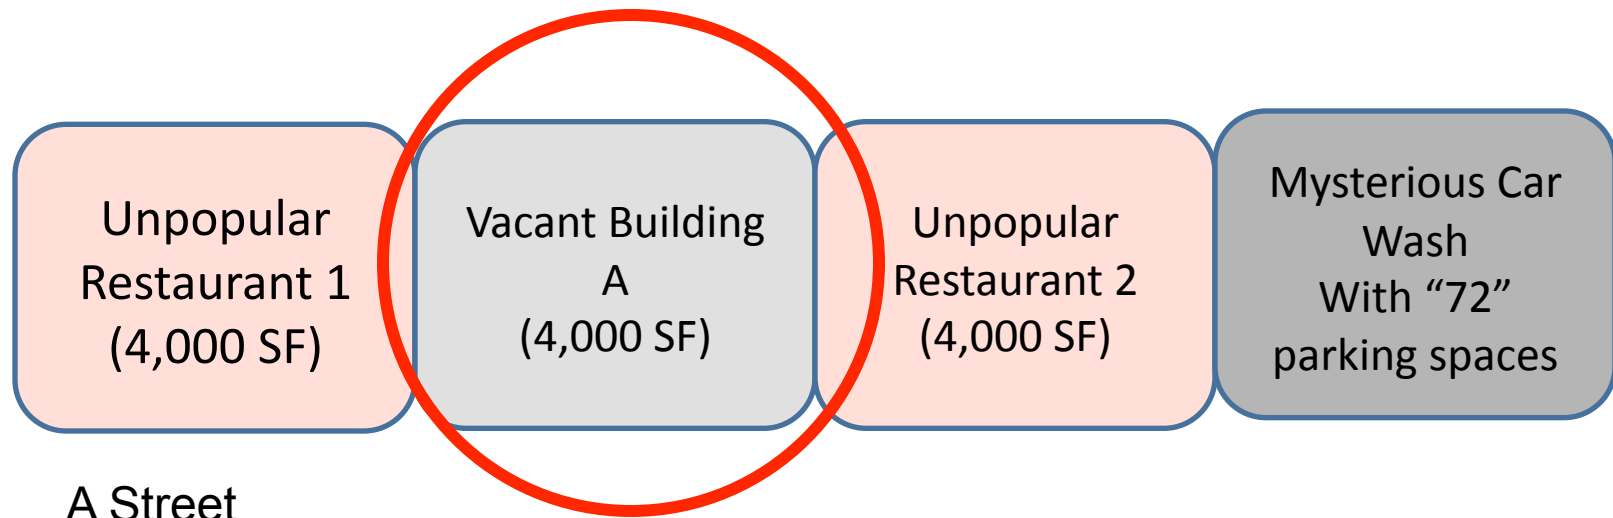 Unpopular
Restaurant 1
(4,000 SF)
Vacant Building
A
(4,000 SF)
Unpopular
Restaurant 2
(4,000 SF)
Mysterious Car
Wash
With “72”
parking spaces
A Street